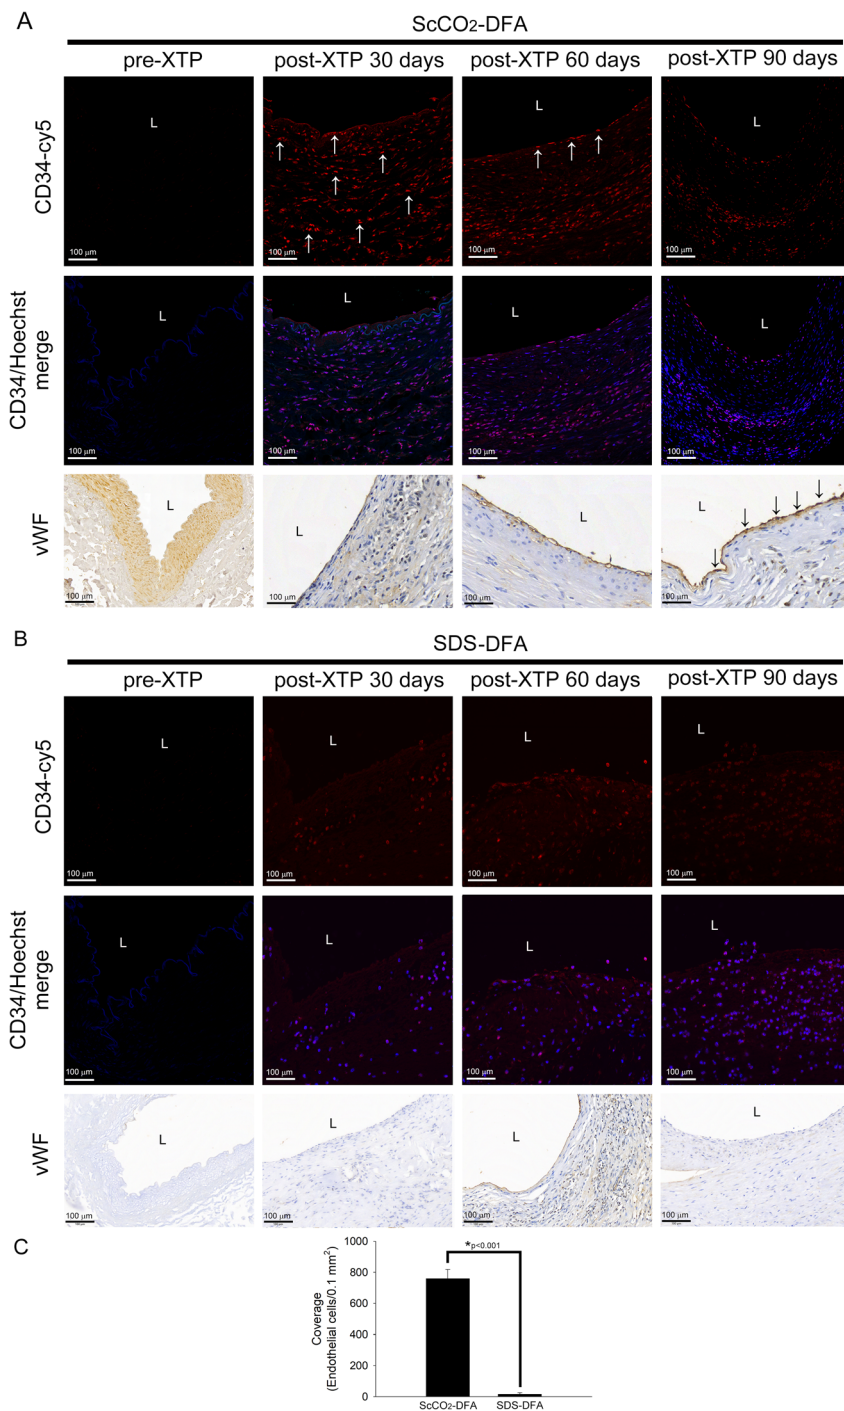 A
ScCO₂-DFA
pre-XTP post-XTP 30 days post-XTP 60 days post-XTP 90 days
CD34-cy5
L L L L
100 μm 100 μm 100 μm 100 μm
CD34/Hoechst
merge
L L L L
100 μm 100 μm 100 μm 100 μm
vWF
L L L L
100 μm 100 μm 100 μm 100 μm
B
SDS-DFA
pre-XTP post-XTP 30 days post-XTP 60 days post-XTP 90 days
CD34-cy5
L L L L
100 μm 100 μm 100 μm 100 μm
CD34/Hoechst
merge
L L L L
100 μm 100 μm 100 μm 100 μm
vWF
L L L L
100 μm 100 μm 100 μm 100 μm
C
Coverage
(Endothelial cells/0.1 mm²)
1000
800
600
400
200
0
*p<0.001
ScCO₂-DFA SDS-DFA